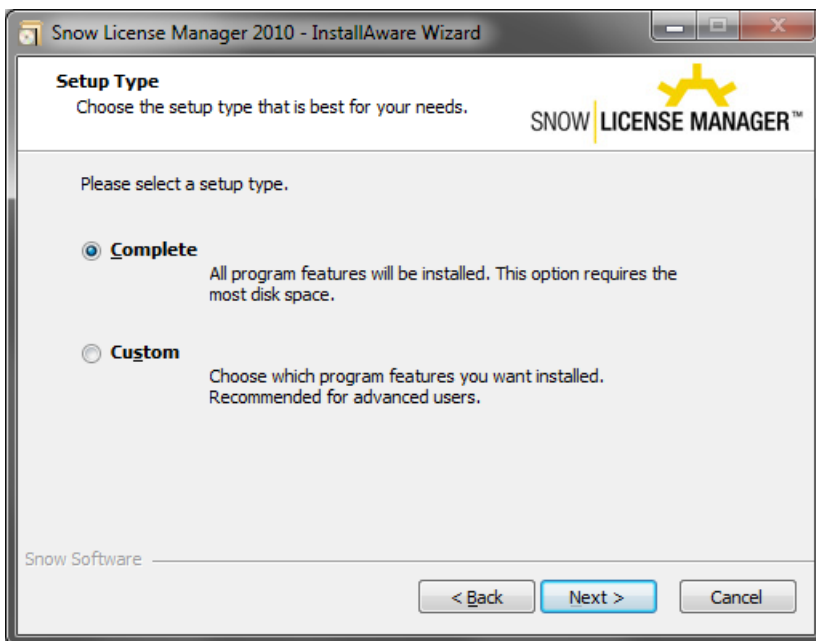 Snow License Manager 2010 - InstallAware Wizard
Setup Type
Choose the setup type that is best for your needs.
SNOW LICENSE MANAGER™
Please select a setup type.
Complete
All program features will be installed. This option requires the
most disk space.
Custom
Choose which program features you want installed.
Recommended for advanced users.
Snow Software
< Back Next > Cancel